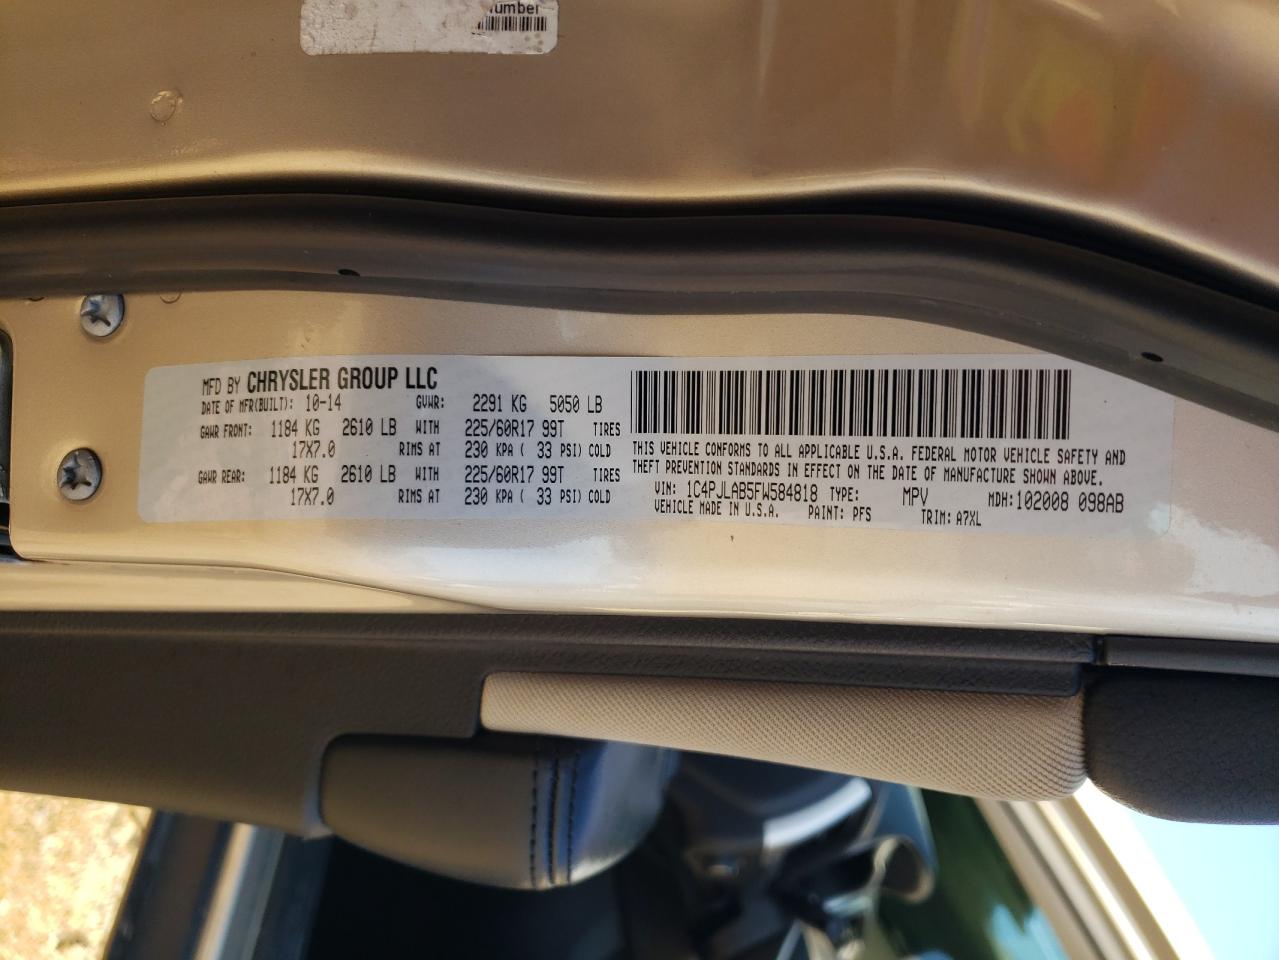 umber
MFD BY CHRYSLER GROUP LLC
DATE OF MFR(BUILT): 10-14 GVWR: 2291 KG 5050 LB
GAWR FRONT: 1184 KG 2610 LB WITH 225/60R17 99T TIRES
17X7.0 RIMS AT 230 KPA ( 33 PSI) COLD
GAWR REAR: 1184 KG 2610 LB WITH 225/60R17 99T TIRES
17X7.0 RIMS AT 230 KPA ( 33 PSI) COLD
THIS VEHICLE CONFORMS TO ALL APPLICABLE U.S.A. FEDERAL MOTOR VEHICLE SAFETY AND
THEFT PREVENTION STANDARDS IN EFFECT ON THE DATE OF MANUFACTURE SHOWN ABOVE.
VIN: 1C4PJLAB5FW584818 TYPE: MPV MDH:102008 098AB
VEHICLE MADE IN U.S.A. PAINT: PFS TRIM: A7XL